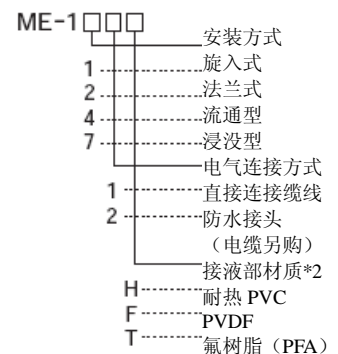 ME-1□□□
安装方式
1 旋入式
2 法兰式
4 流通型
7 浸没型
电气连接方式
1 直接连接缆线
2 防水接头
（电缆另购）
接液部材质*2
H 耐热 PVC
F PVDF
T 氟树脂（PFA）